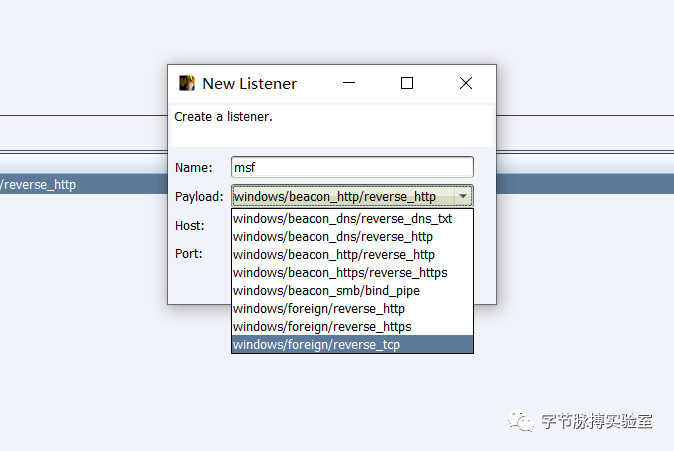 New Listener
Create a listener.
Name: msf
/reverse_http
Payload: windows/beacon_http/reverse_http
Host:
Port:
windows/beacon_dns/reverse_dns_txt
windows/beacon_dns/reverse_http
windows/beacon_http/reverse_http
windows/beacon_https/reverse_https
windows/beacon_smb/bind_pipe
windows/foreign/reverse_http
windows/foreign/reverse_https
windows/foreign/reverse_tcp
字节脉搏实验室